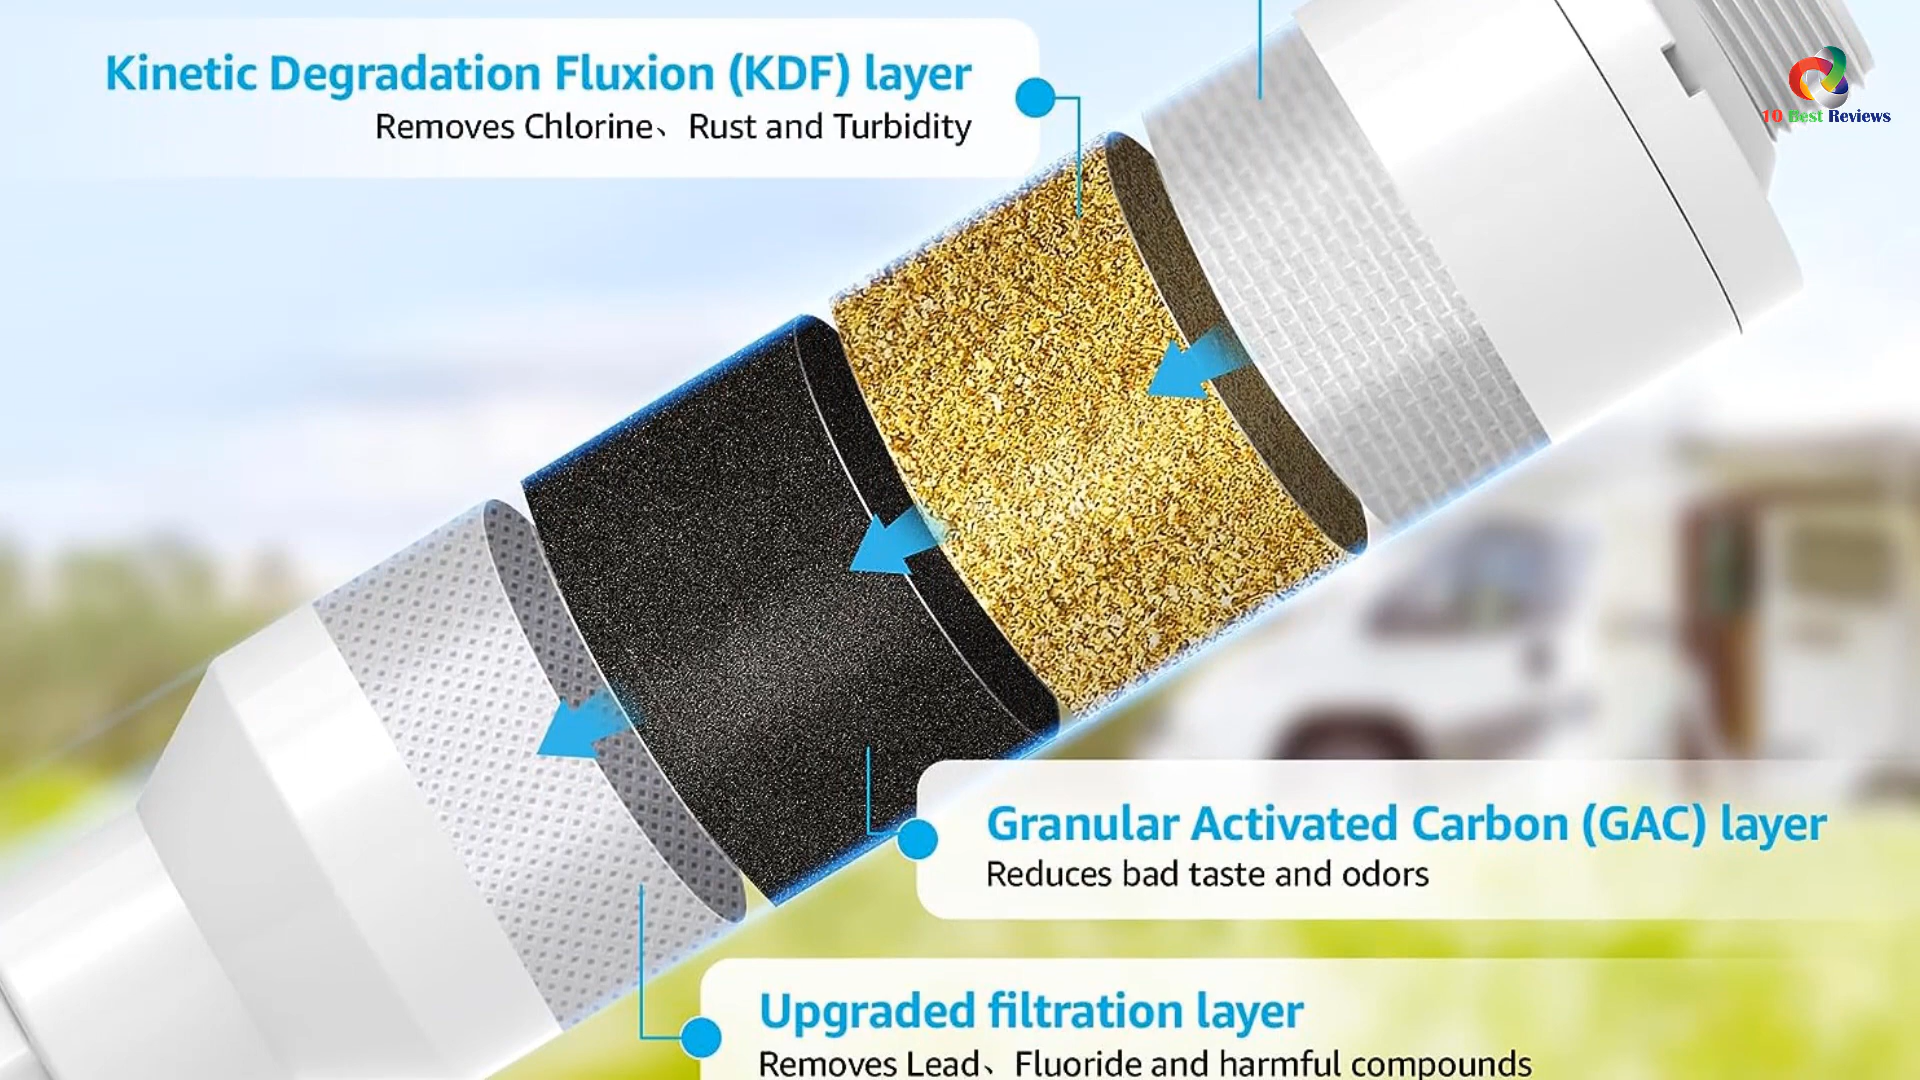 Kinetic Degradation Fluxion (KDF) layer
Removes Chlorine、Rust and Turbidity
10 Best Reviews
Granular Activated Carbon (GAC) layer
Reduces bad taste and odors
Upgraded filtration layer
Removes Lead、Fluoride and harmful compounds